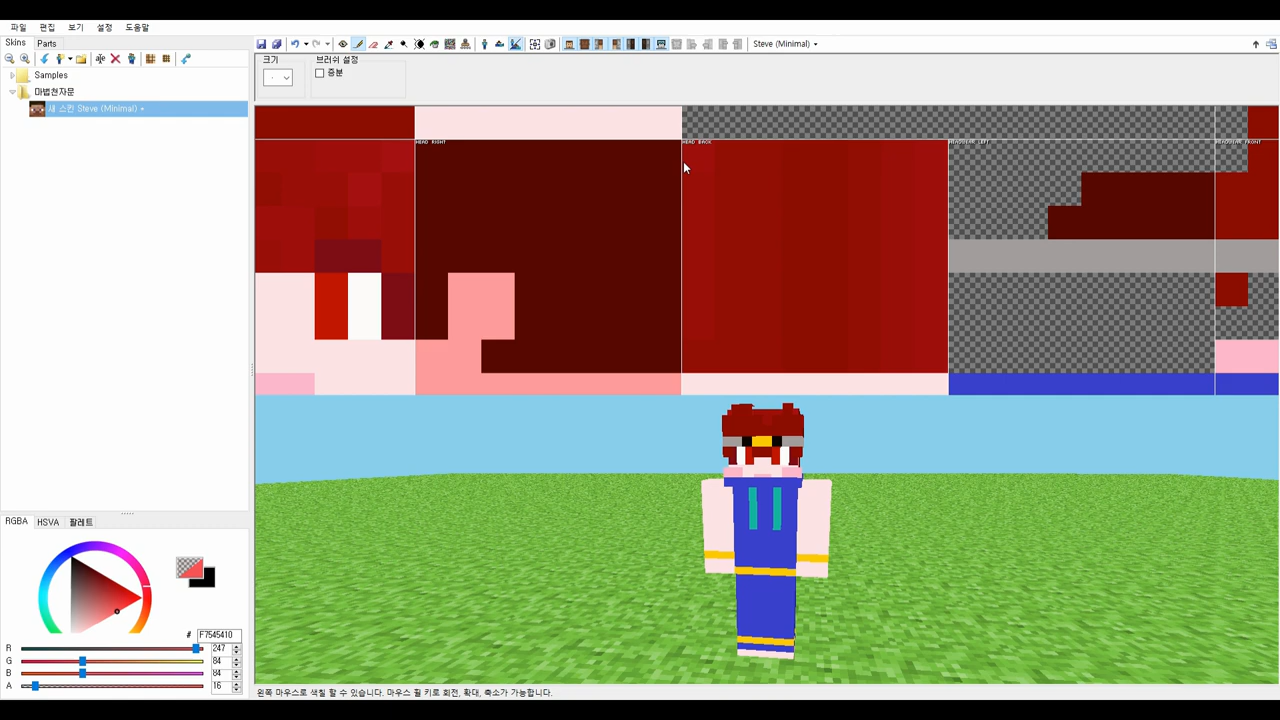 파일 편집 보기 설정 도움말
Skins Parts
Steve (Minimal)
크기
브러쉬 설정
증분
Samples
마법천자문
새 스킨 Steve (Minimal) *
HEAD RIGHT
HEAD BACK
HEADWEAR LEFT
HEADWEAR FRONT
RGBA HSVA 팔레트
# F7545410
R 247
G 84
B 84
A 16
왼쪽 마우스로 색칠 할 수 있습니다. 마우스 휠 키로 회전, 확대, 축소가 가능합니다.